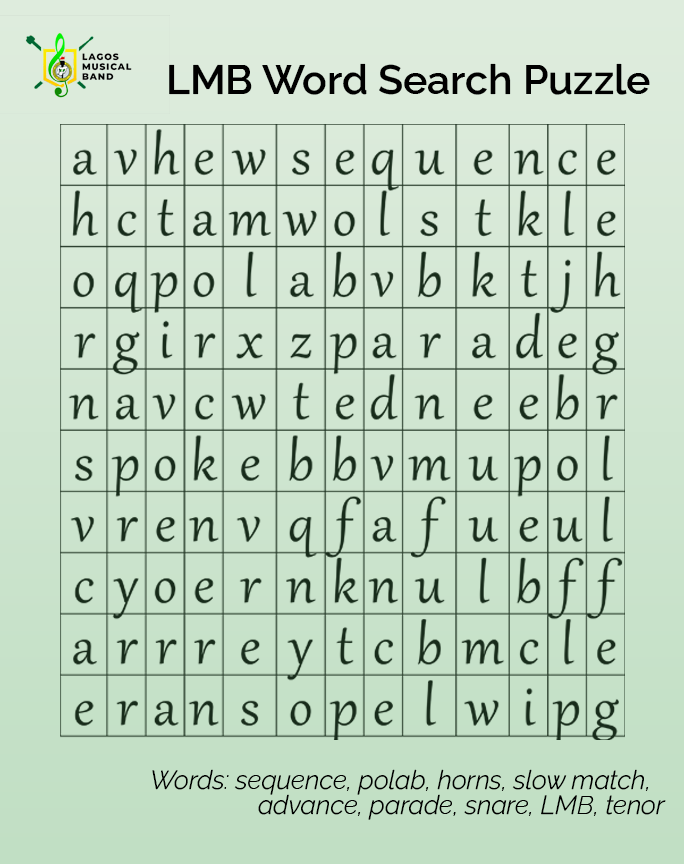 LAGOS
MUSICAL
BAND
LMB Word Search Puzzle
a v h e w s e q u e n c e
h c t a m w o l s t k l e
o q p o l a b v b k t j h
r g i r x z p a r a d e g
n a v c w t e d n e e b r
s p o k e b b v m u p o l
v r e n v q f a f u e u l
c y o e r n k n u l b f f
a r r r e y t c b m c l e
e r a n s o p e l w i p g
Words: sequence, polab, horns, slow match,
advance, parade, snare, LMB, tenor